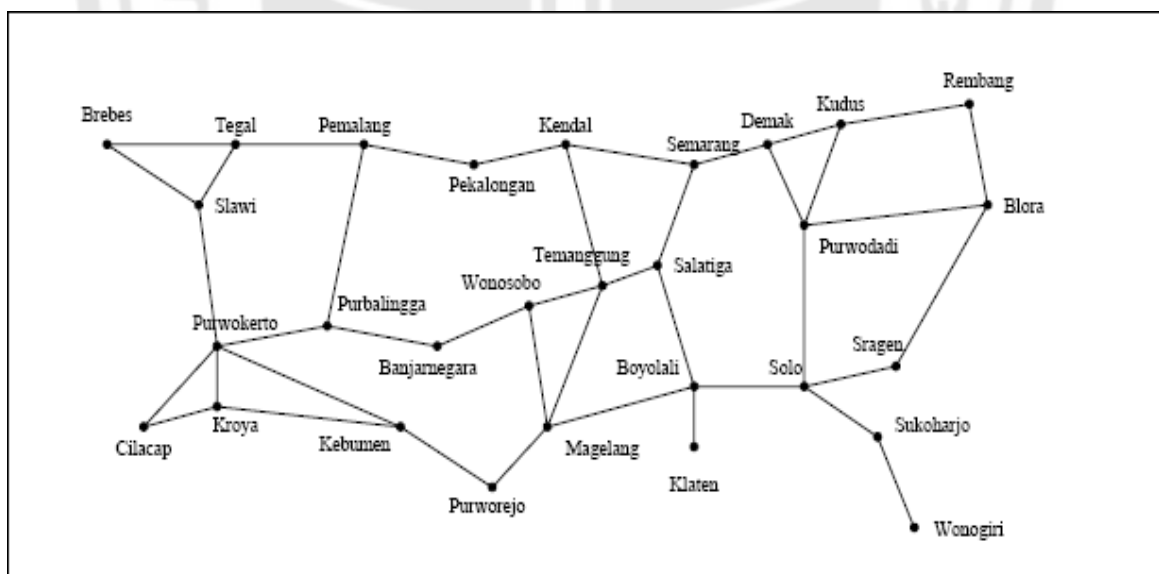 Rembang
Kudus
Brebes
Tegal
Pemalang
Kendal
Demak
Semarang
Pekalongan
Slawi
Blora
Purwodadi
Temanggung
Salatiga
Wonosobo
Purbalingga
Purwokerto
Banjarnegara
Boyolali
Solo
Sragen
Kroya
Sukoharjo
Cilacap
Kebumen
Magelang
Klaten
Purworejo
Wonogiri